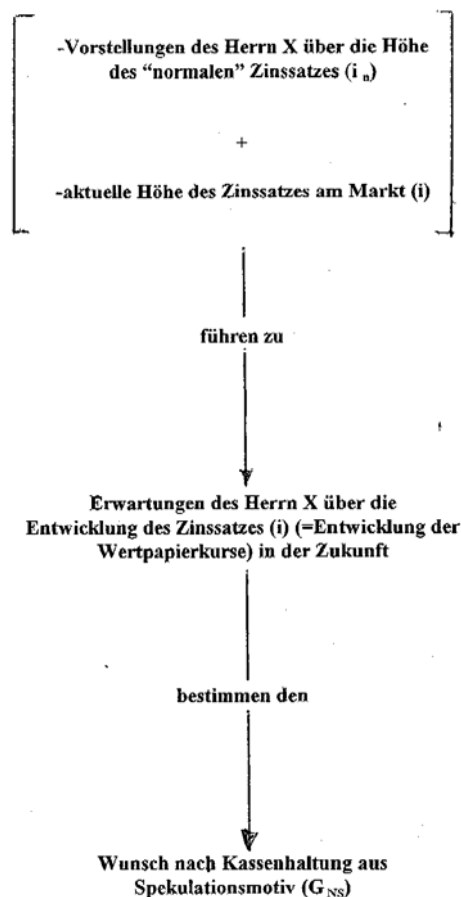 -Vorstellungen des Herrn X über die Höhe
des “normalen” Zinssatzes (i n)
+
-aktuelle Höhe des Zinssatzes am Markt (i)
führen zu
Erwartungen des Herrn X über die
Entwicklung des Zinssatzes (i) (=Entwicklung der
Wertpapierkurse) in der Zukunft
bestimmen den
Wunsch nach Kassenhaltung aus
Spekulationsmotiv (GNS)